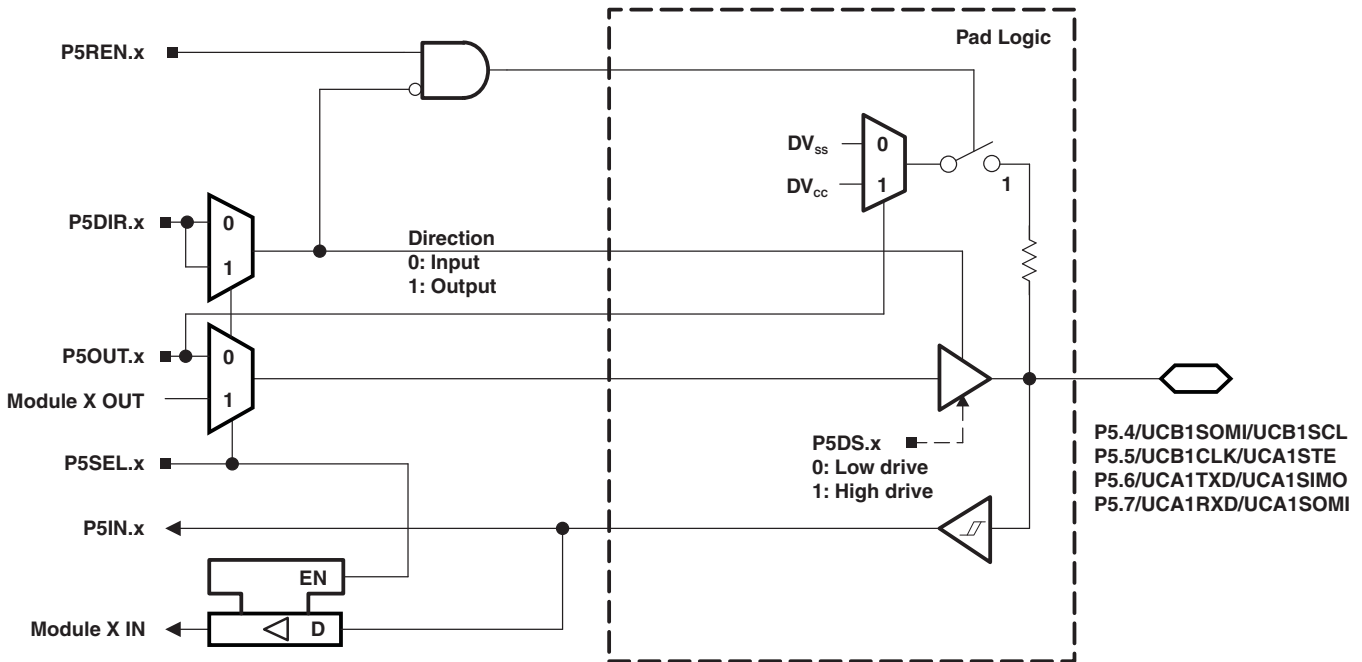 P5REN.x
Pad Logic
DVss
0
DVcc
1
1
P5DIR.x
0
1
Direction
0: Input
1: Output
P5OUT.x
0
Module X OUT
1
P5DS.x
0: Low drive
1: High drive
P5SEL.x
P5.4/UCB1SOMI/UCB1SCL
P5.5/UCB1CLK/UCA1STE
P5.6/UCA1TXD/UCA1SIMO
P5.7/UCA1RXD/UCA1SOMI
P5IN.x
EN
Module X IN
D